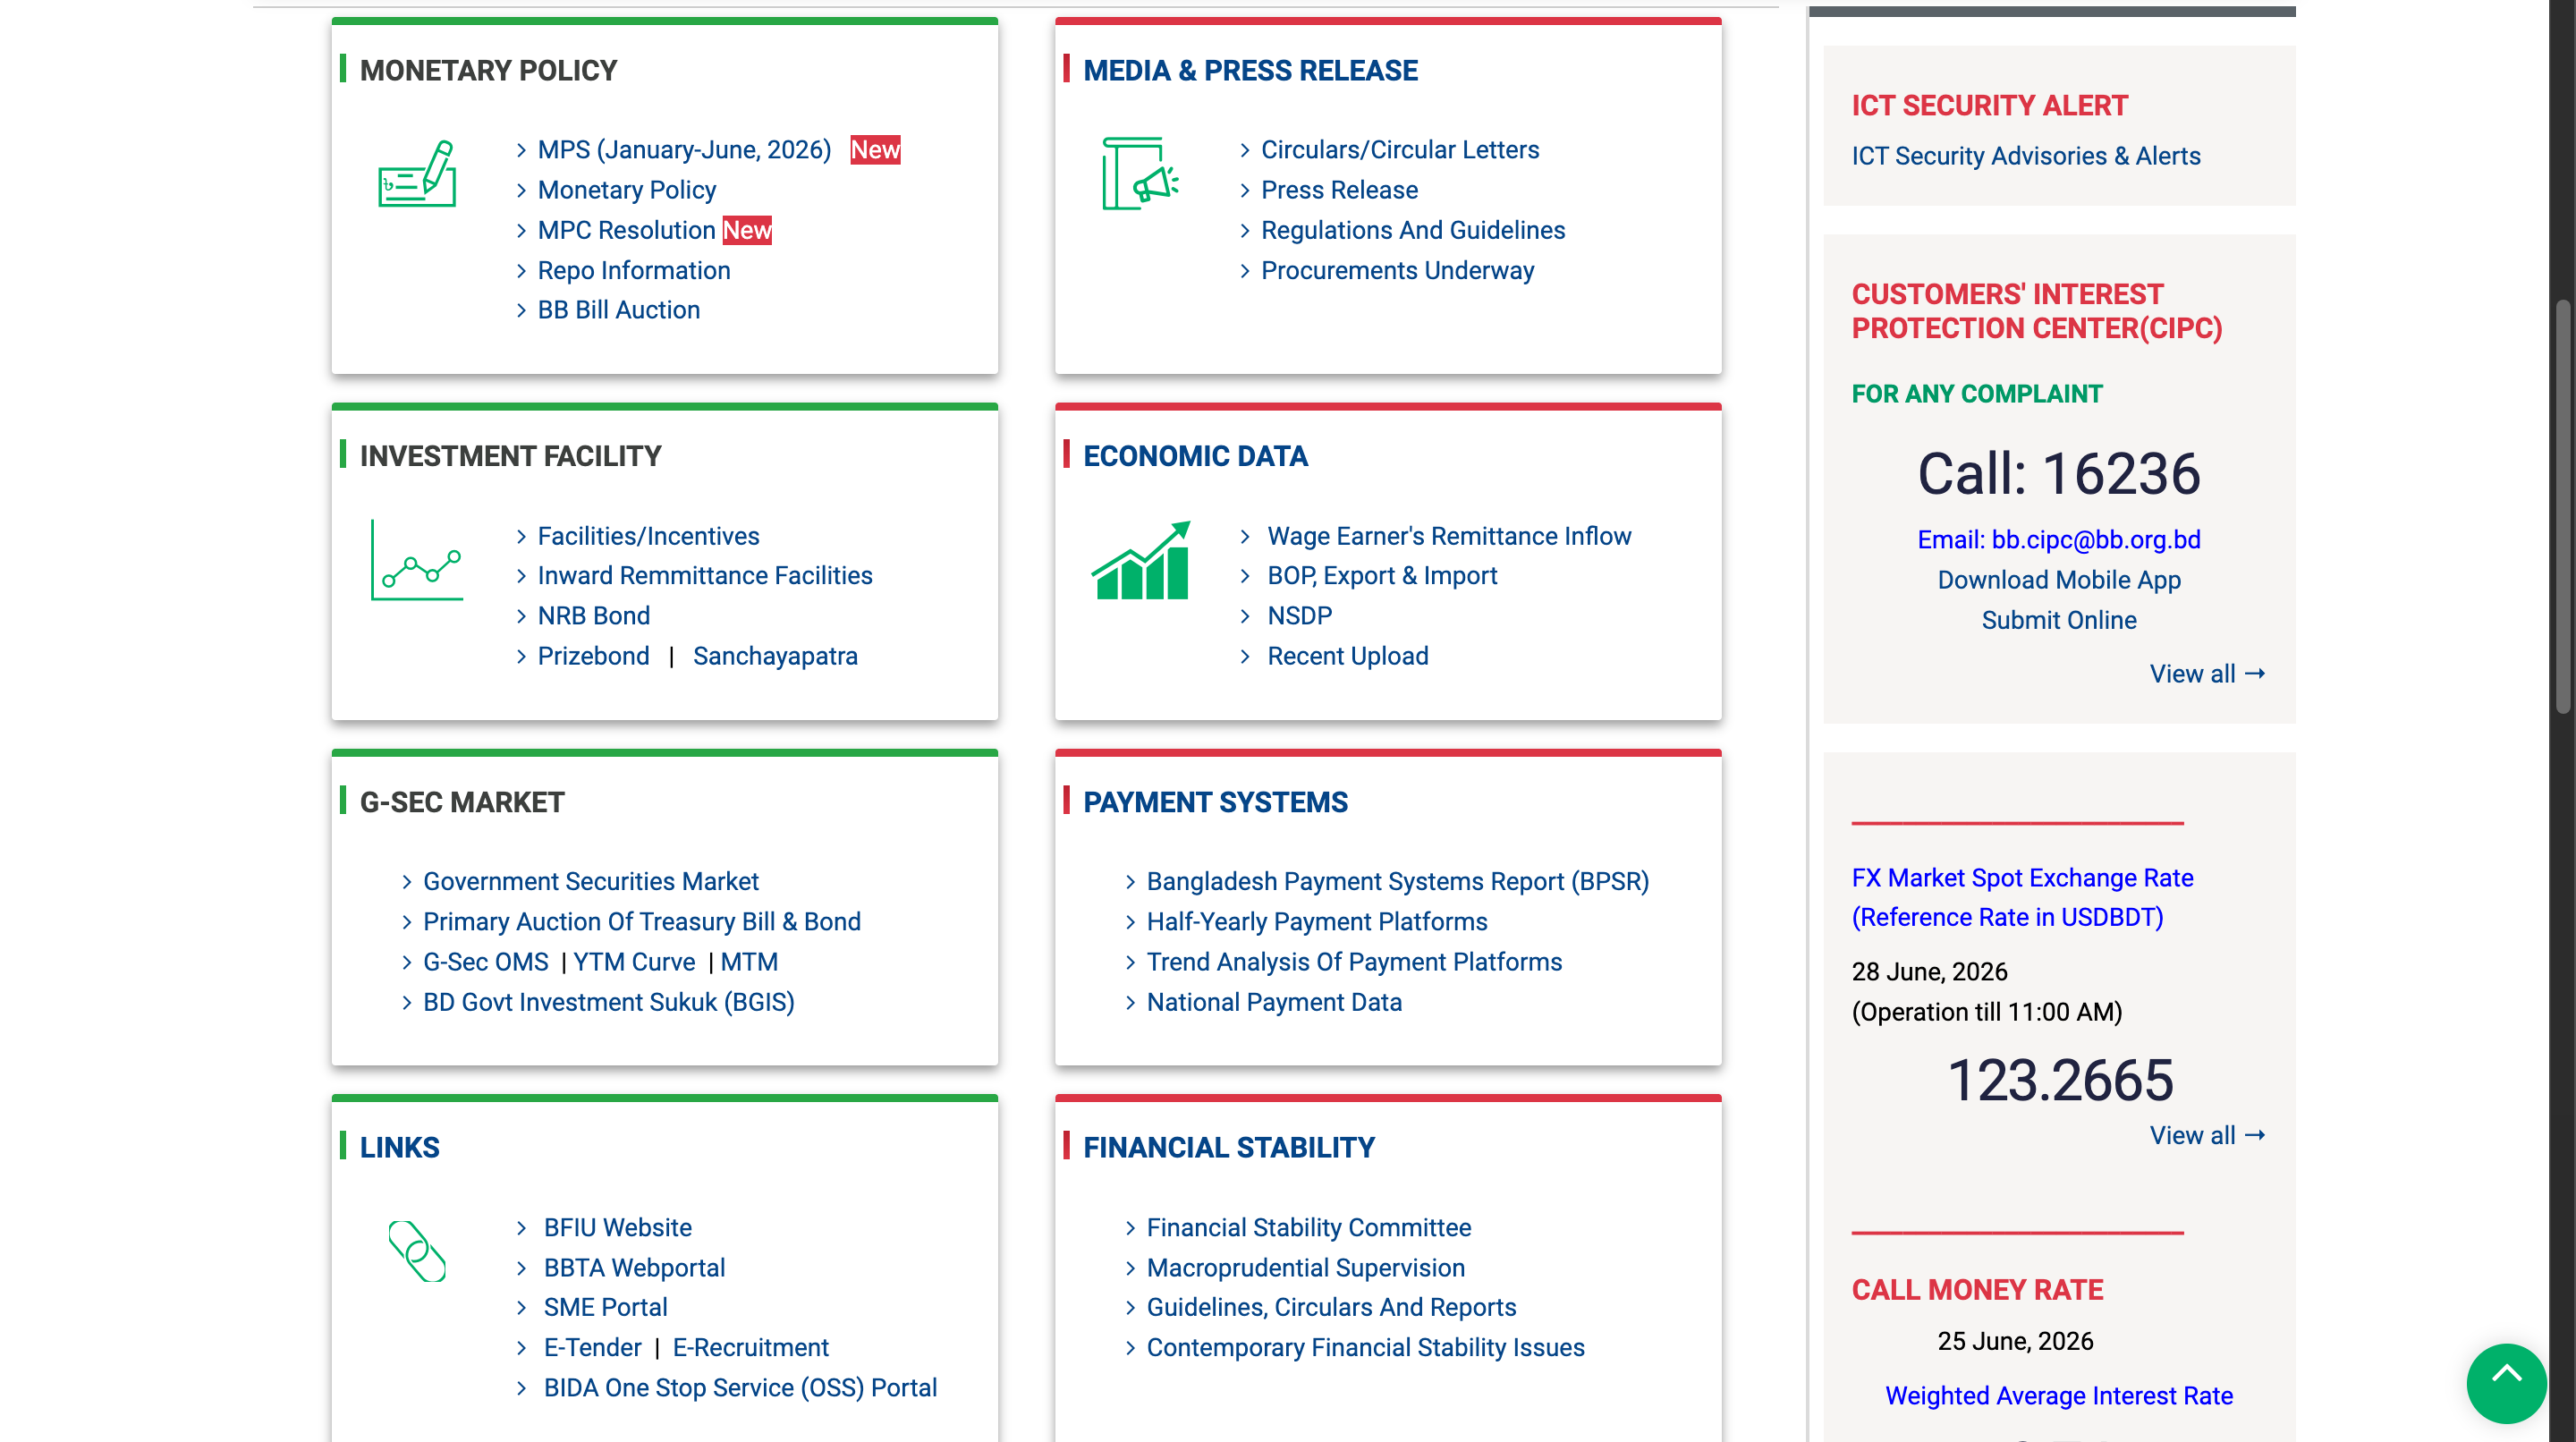 MONETARY POLICY
MPS (January-June, 2026) New
Monetary Policy
MPC Resolution New
Repo Information
BB Bill Auction
MEDIA & PRESS RELEASE
Circulars/Circular Letters
Press Release
Regulations And Guidelines
Procurements Underway
INVESTMENT FACILITY
Facilities/Incentives
Inward Remmittance Facilities
NRB Bond
Prizebond | Sanchayapatra
ECONOMIC DATA
Wage Earner's Remittance Inflow
BOP, Export & Import
NSDP
Recent Upload
G-SEC MARKET
Government Securities Market
Primary Auction Of Treasury Bill & Bond
G-Sec OMS | YTM Curve | MTM
BD Govt Investment Sukuk (BGIS)
PAYMENT SYSTEMS
Bangladesh Payment Systems Report (BPSR)
Half-Yearly Payment Platforms
Trend Analysis Of Payment Platforms
National Payment Data
LINKS
BFIU Website
BBTA Webportal
SME Portal
E-Tender | E-Recruitment
BIDA One Stop Service (OSS) Portal
FINANCIAL STABILITY
Financial Stability Committee
Macroprudential Supervision
Guidelines, Circulars And Reports
Contemporary Financial Stability Issues
ICT SECURITY ALERT
ICT Security Advisories & Alerts
CUSTOMERS' INTEREST
PROTECTION CENTER(CIPC)
FOR ANY COMPLAINT
Call: 16236
Email: bb.cipc@bb.org.bd
Download Mobile App
Submit Online
View all →
FX Market Spot Exchange Rate
(Reference Rate in USDBDT)
28 June, 2026
(Operation till 11:00 AM)
123.2665
View all →
CALL MONEY RATE
25 June, 2026
Weighted Average Interest Rate